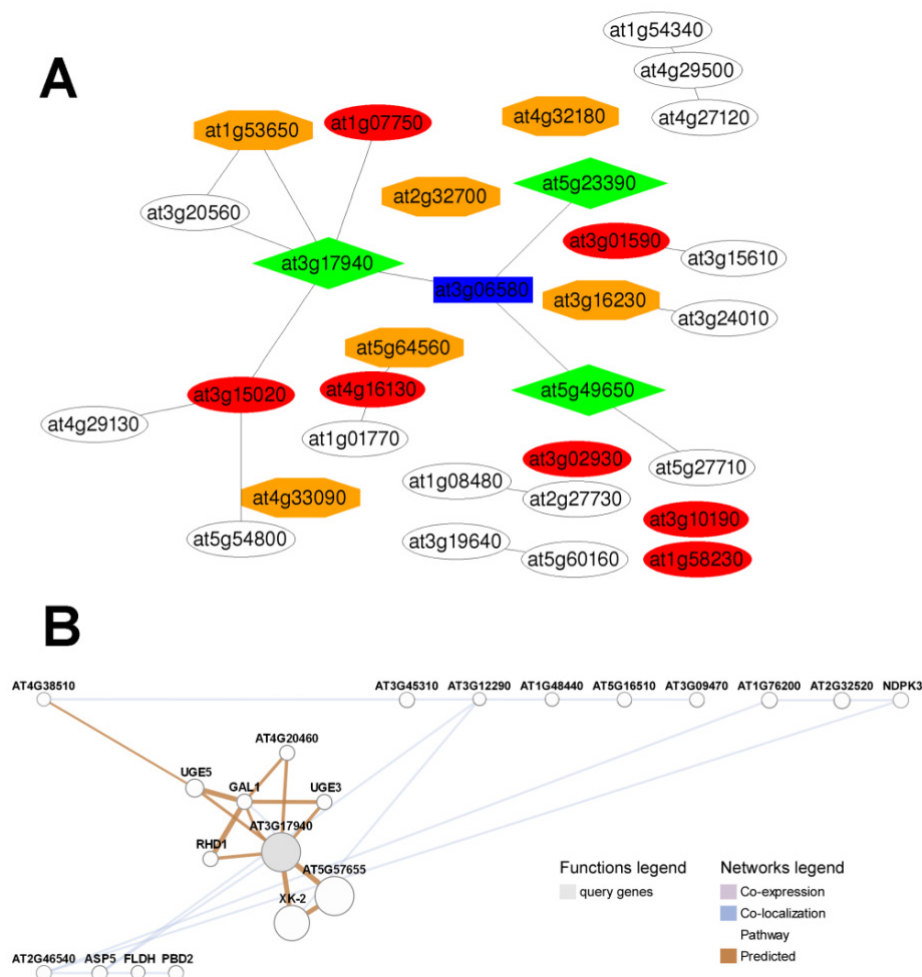 A
at1g54340
at4g29500
at4g27120
at4g32180
at1g53650
at1g07750
at5g23390
at2g32700
at3g20560
at3g01590
at3g15610
at3g17940
at3g06580
at3g16230
at3g24010
at5g64560
at3g15020
at4g16130
at5g49650
at4g29130
at1g01770
at3g02930
at5g27710
at1g08480
at2g27730
at4g33090
at3g10190
at5g54800
at3g19640
at5g60160
at1g58230
B
AT4G38510
AT3G45310 AT3G12290 AT1G48440 AT5G16510 AT3G09470 AT1G76200 AT2G32520 NDPK3
AT4G20460
UGE5
GAL1
UGE3
AT3G17940
RHD1
AT5G57655
XK-2
Functions legend
query genes
Networks legend
Co-expression
Co-localization
Pathway
Predicted
AT2G46540 ASP5 FLDH PBD2